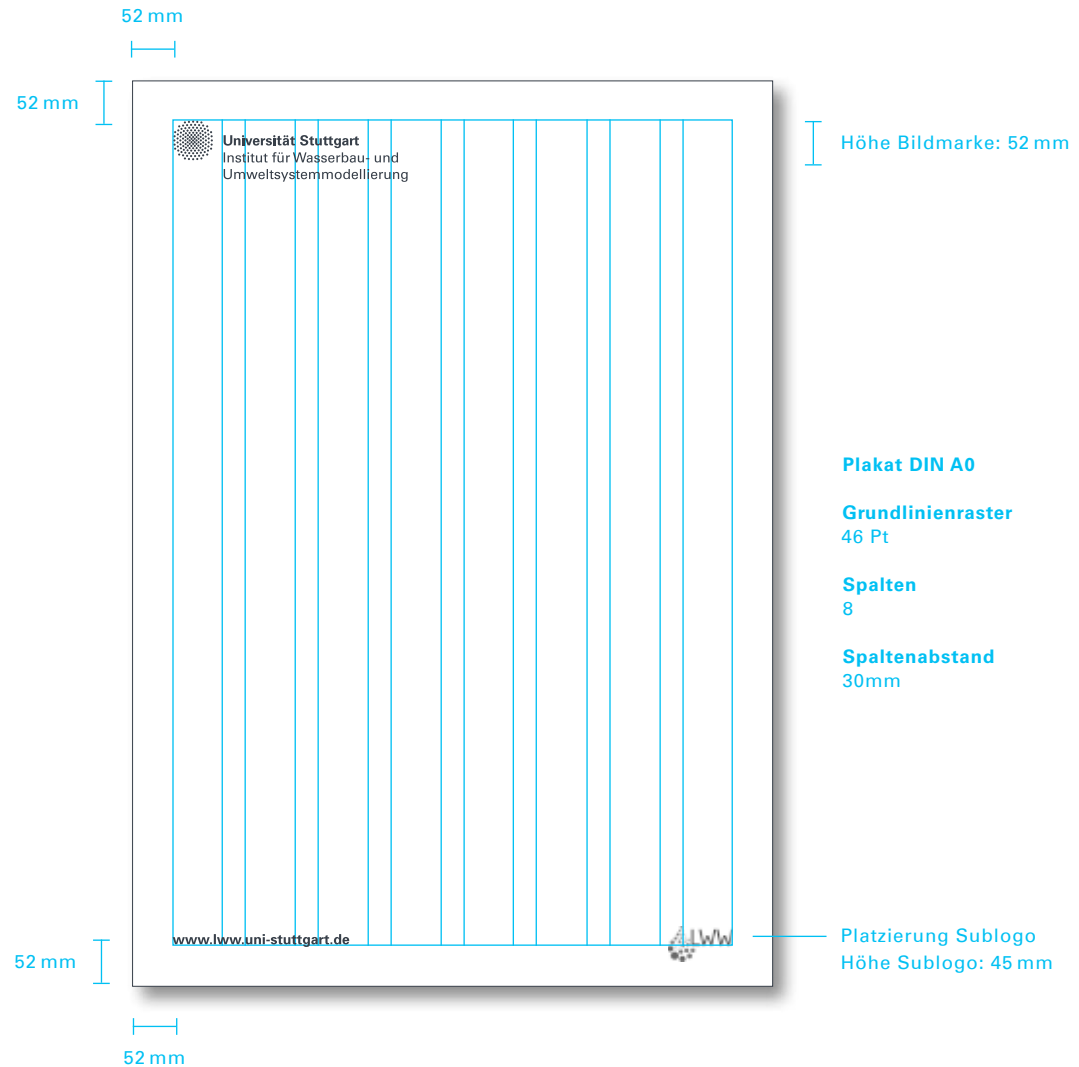 52 mm
52 mm
Universität Stuttgart
Institut für Wasserbau- und
Umweltsystemmodellierung
Höhe Bildmarke: 52 mm
Plakat DIN A0
Grundlinienraster
46 Pt
Spalten
8
Spaltenabstand
30mm
www.lww.uni-stuttgart.de
LWW
Platzierung Sublogo
Höhe Sublogo: 45 mm
52 mm
52 mm